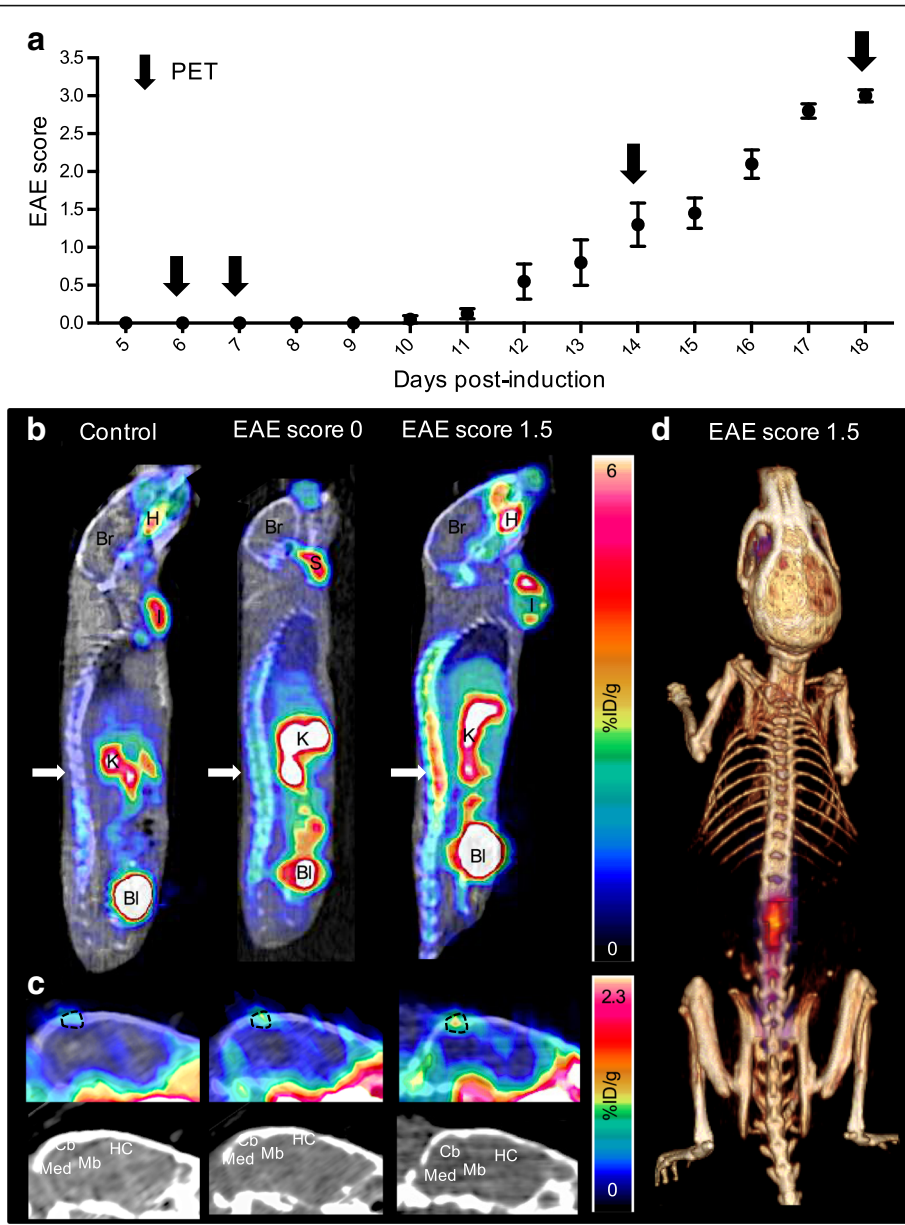 a
PET
EAE score
3.5
3.0
2.5
2.0
1.5
1.0
0.5
0.0
5 6 7 8 9 10 11 12 13 14 15 16 17 18
Days post-induction
b Control EAE score 0 EAE score 1.5
Br H I K Bl
Br S K Bl
Br H I K Bl
6
%ID/g
0
c
2.3
%ID/g
0
Cb HC Med Mb
Cb HC Med Mb
Cb HC Med Mb
d EAE score 1.5